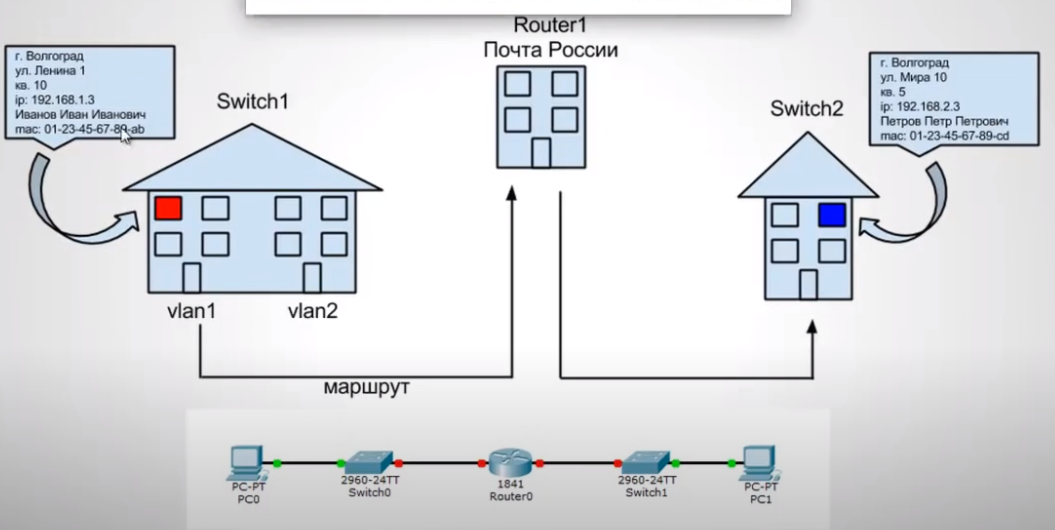 Router1
Почта России
г. Волгоград
ул. Ленина 1
кв. 10
ip: 192.168.1.3
Иванов Иван Иванович
mac: 01-23-45-67-89-ab
Switch1
Switch2
г. Волгоград
ул. Мира 10
кв. 5
ip: 192.168.2.3
Петров Петр Петрович
mac: 01-23-45-67-89-cd
vlan1
vlan2
маршрут
PC-PT
PC0
2960-24TT
Switch0
1841
Router0
2960-24TT
Switch1
PC-PT
PC1